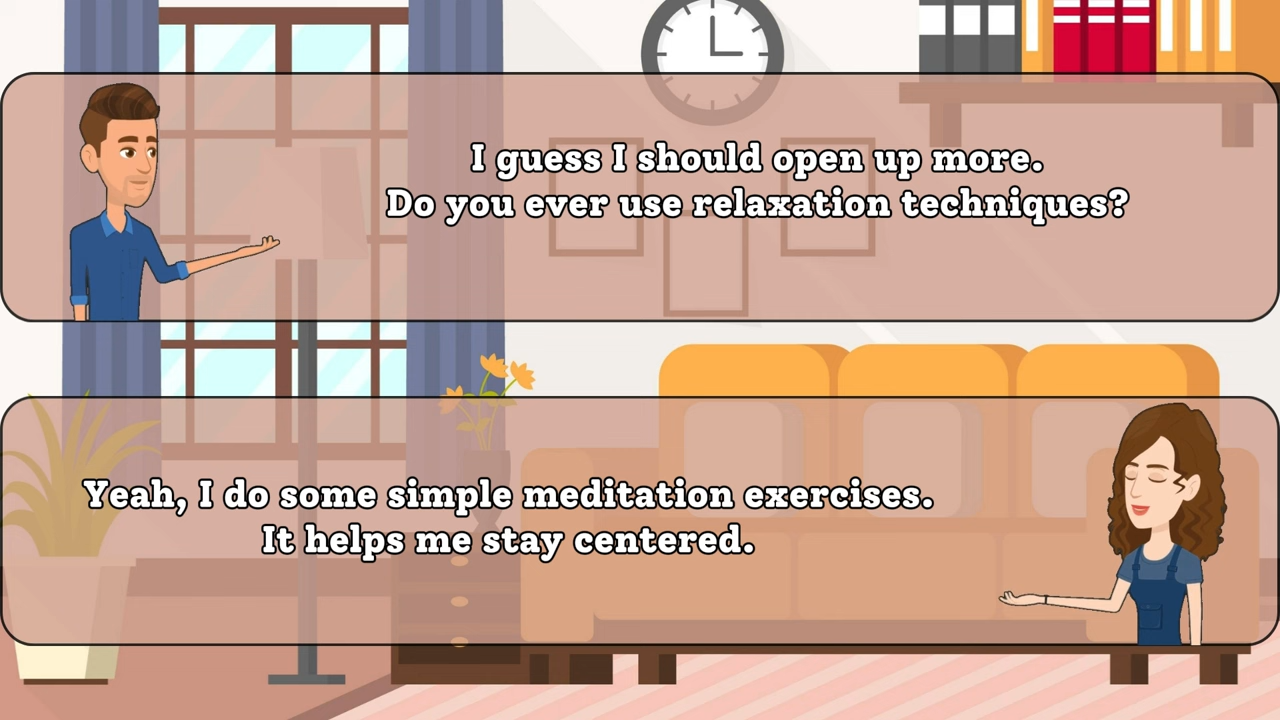 I guess I should open up more.
Do you ever use relaxation techniques?
Yeah, I do some simple meditation exercises.
It helps me stay centered.